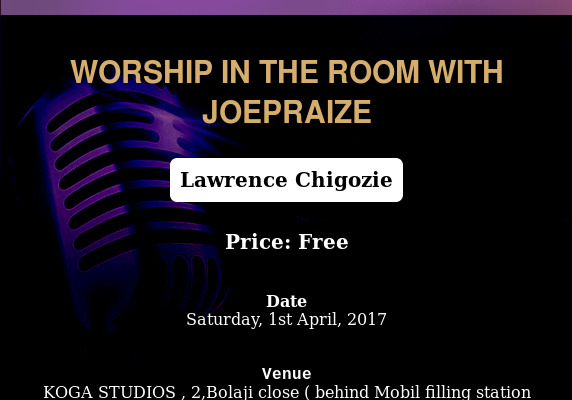 WORSHIP IN THE ROOM WITH
JOEPRAIZE
Lawrence Chigozie
Price: Free
Date
Saturday, 1st April, 2017
Venue
KOGA STUDIOS , 2,Bolaji close ( behind Mobil filling station